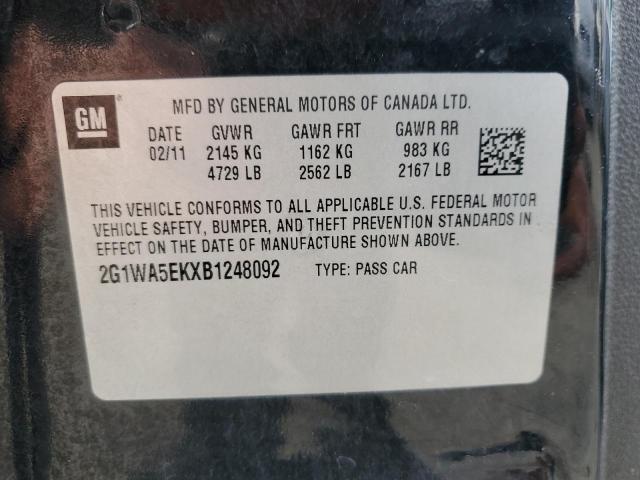 GM
MFD BY GENERAL MOTORS OF CANADA LTD.
DATE GVWR GAWR FRT GAWR RR
02/11 2145 KG 1162 KG 983 KG
4729 LB 2562 LB 2167 LB
THIS VEHICLE CONFORMS TO ALL APPLICABLE U.S. FEDERAL MOTOR
VEHICLE SAFETY, BUMPER, AND THEFT PREVENTION STANDARDS IN
EFFECT ON THE DATE OF MANUFACTURE SHOWN ABOVE.
2G1WA5EKXB1248092 TYPE: PASS CAR